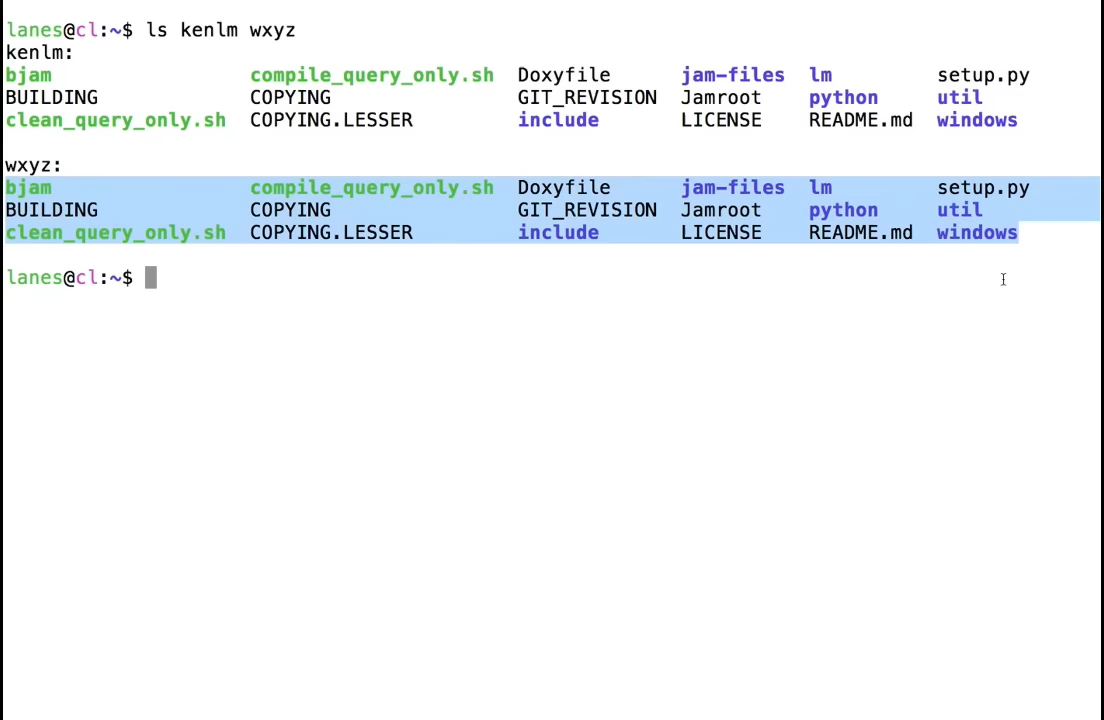 lanes@cl:~$ ls kenlm wxyz
kenlm:
bjam compile_query_only.sh Doxyfile jam-files lm setup.py
BUILDING COPYING GIT_REVISION Jamroot python util
clean_query_only.sh COPYING.LESSER include LICENSE README.md windows
wxyz:
bjam compile_query_only.sh Doxyfile jam-files lm setup.py
BUILDING COPYING GIT_REVISION Jamroot python util
clean_query_only.sh COPYING.LESSER include LICENSE README.md windows
lanes@cl:~$